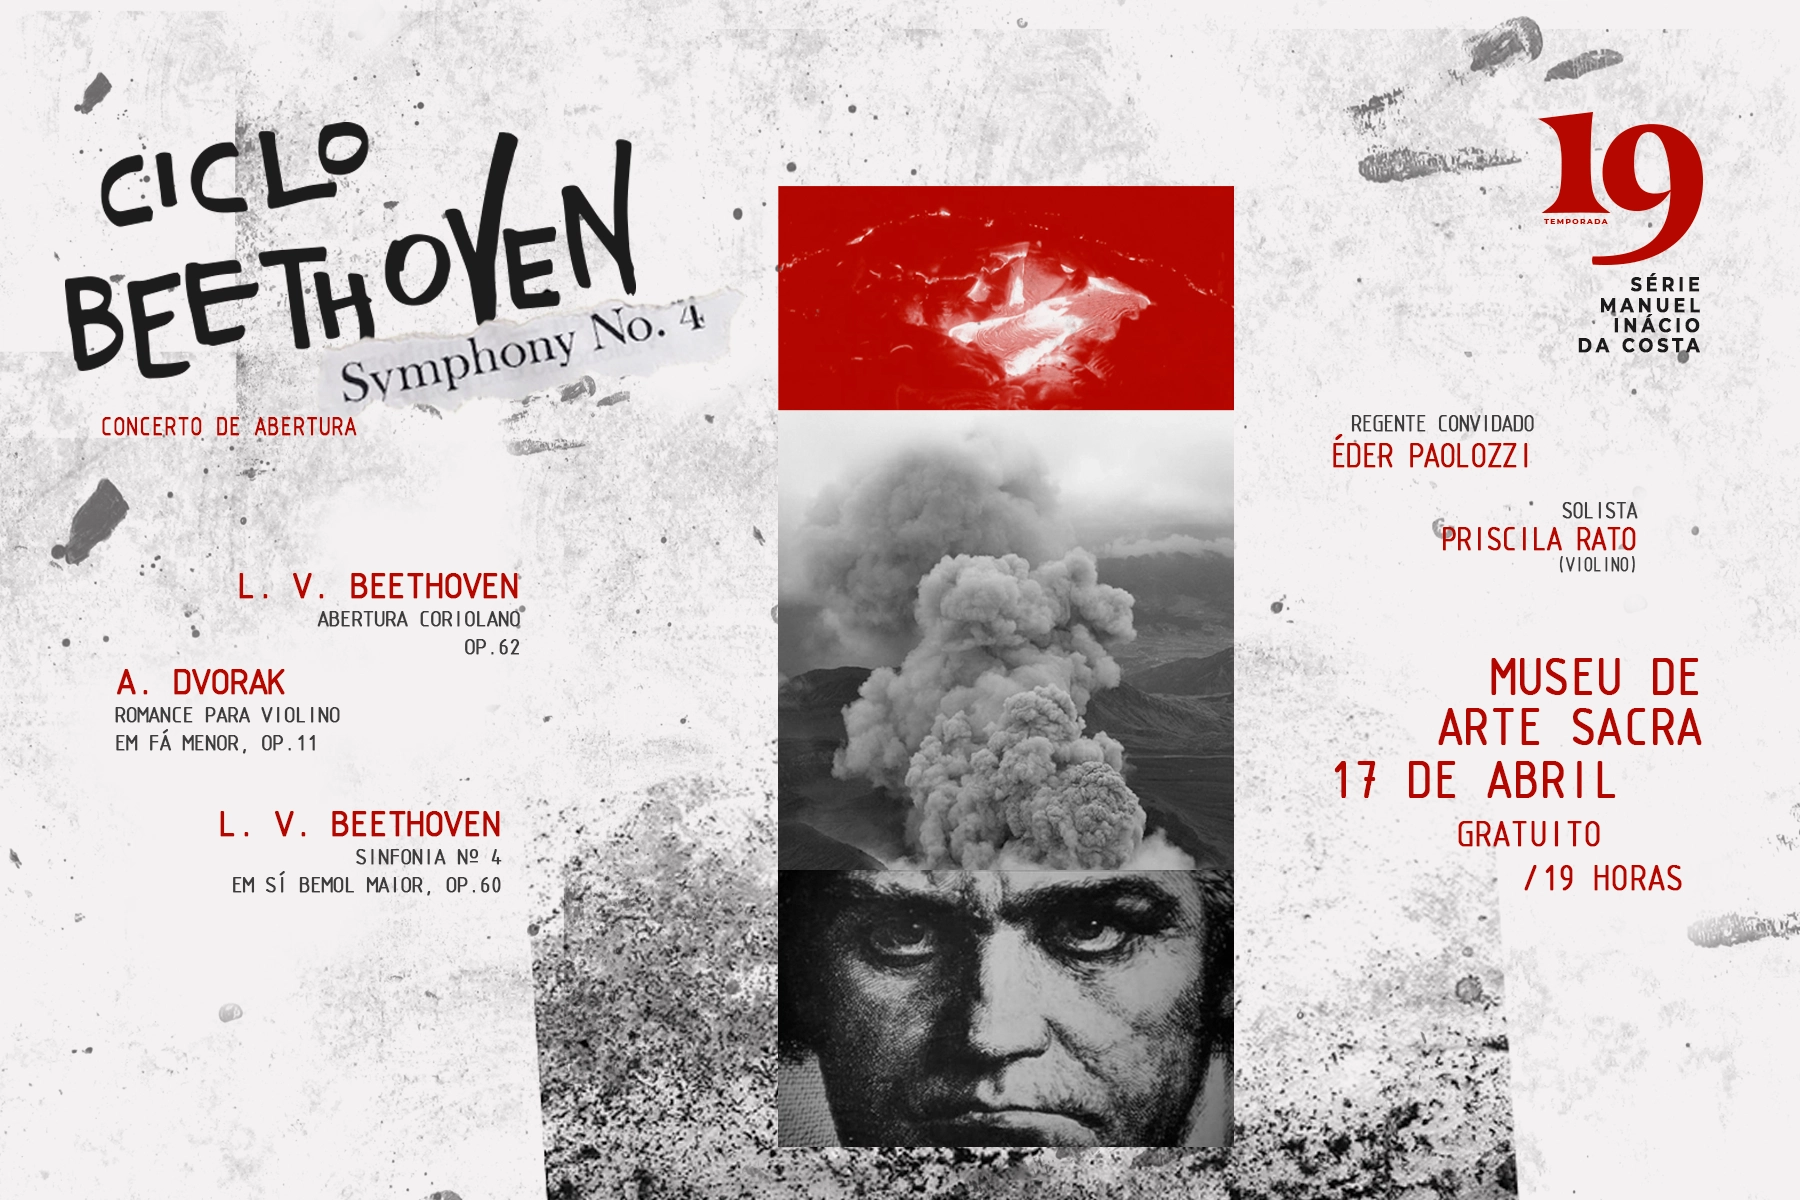 CICLO
BEETHOVEN
Symphony No. 4
CONCERTO DE ABERTURA
L. V. BEETHOVEN
ABERTURA CORIOLANO
OP.62
A. DVORAK
ROMANCE PARA VIOLINO
EM FÁ MENOR, OP.11
L. V. BEETHOVEN
SINFONIA Nº 4
EM SÍ BEMOL MAIOR, OP.60
19
TEMPORADA
SÉRIE
MANUEL
INÁCIO
DA COSTA
REGENTE CONVIDADO
ÉDER PAOLOZZI
SOLISTA
PRISCILA RATO
(VIOLINO)
MUSEU DE
ARTE SACRA
17 DE ABRIL
GRATUITO
/19 HORAS